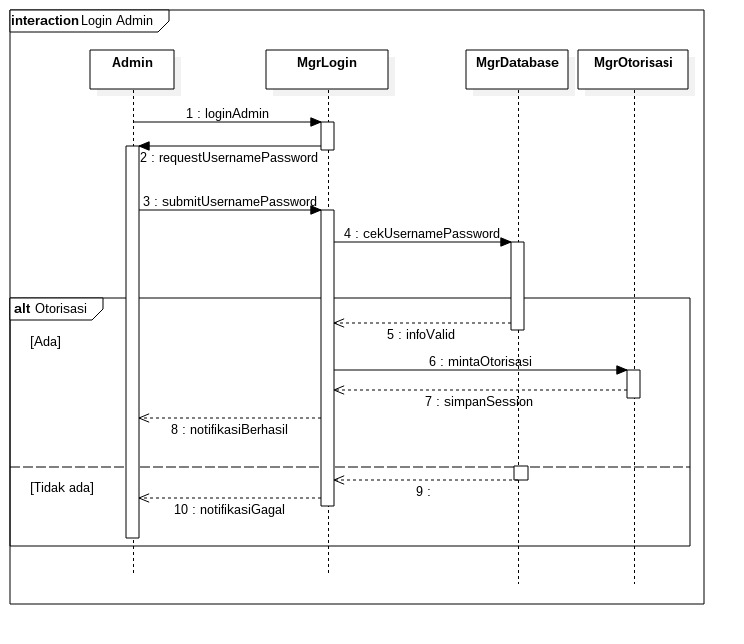 interaction Login Admin
Admin
MgrLogin
MgrDatabase
MgrOtorisasi
1 : loginAdmin
2 : requestUsernamePassword
3 : submitUsernamePassword
4 : cekUsernamePassword
alt Otorisasi
5 : infoValid
[Ada]
6 : mintaOtorisasi
7 : simpanSession
8 : notifikasiBerhasil
[Tidak ada]
9 :
10 : notifikasiGagal